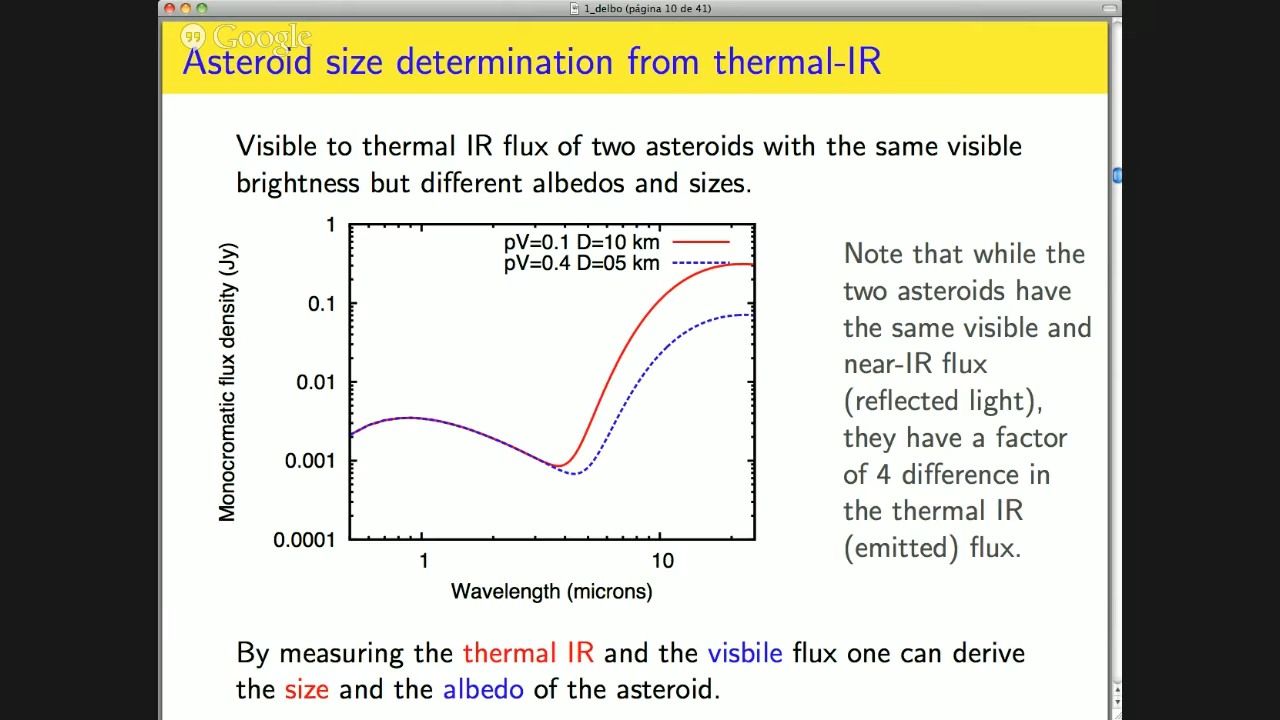 1_delbo (página 10 de 41)
Google
Asteroid size determination from thermal-IR
Visible to thermal IR flux of two asteroids with the same visible
brightness but different albedos and sizes.
Monocromatic flux density (Jy)
1
0.1
0.01
0.001
0.0001
pV=0.1 D=10 km
pV=0.4 D=05 km
1
10
Wavelength (microns)
Note that while the
two asteroids have
the same visible and
near-IR flux
(reflected light),
they have a factor
of 4 difference in
the thermal IR
(emitted) flux.
By measuring the thermal IR and the visbile flux one can derive
the size and the albedo of the asteroid.